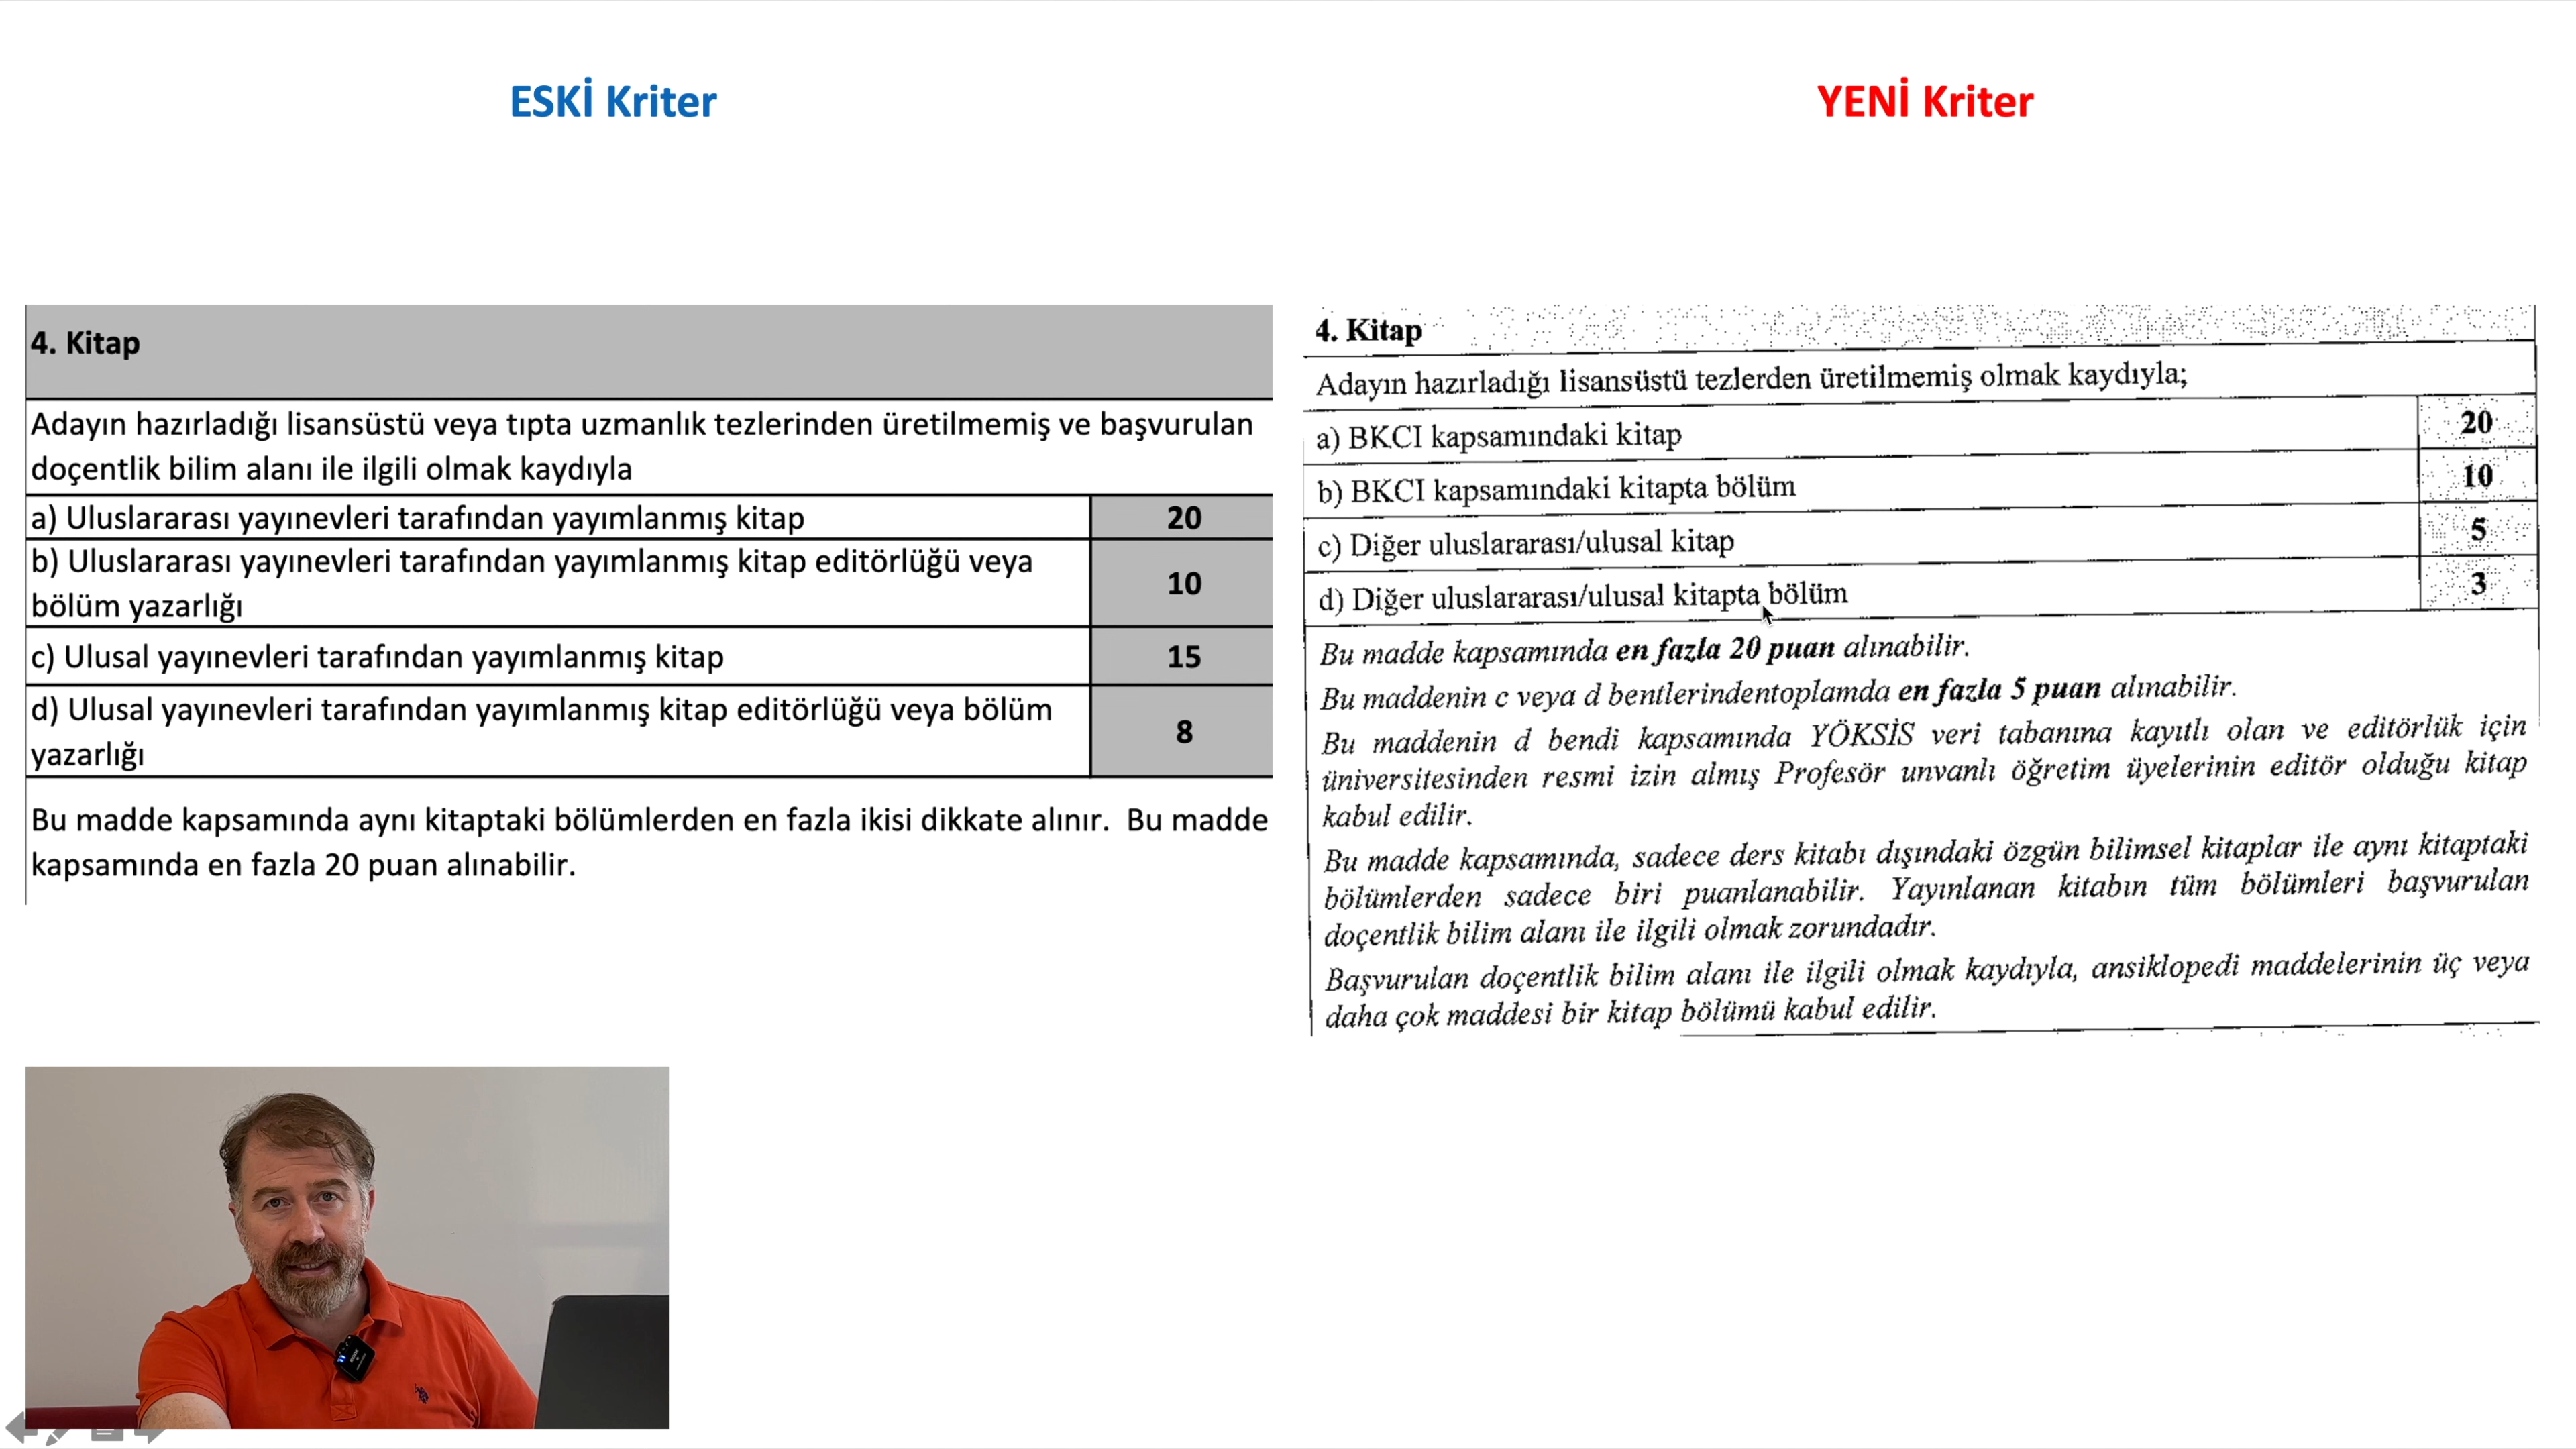 ESKİ Kriter
4. Kitap
Adayın hazırladığı lisansüstü veya tıpta uzmanlık tezlerinden üretilmemiş ve başvurulan
doçentlik bilim alanı ile ilgili olmak kaydıyla
a) Uluslararası yayınevleri tarafından yayımlanmış kitap 20
b) Uluslararası yayınevleri tarafından yayımlanmış kitap editörlüğü veya
bölüm yazarlığı 10
c) Ulusal yayınevleri tarafından yayımlanmış kitap 15
d) Ulusal yayınevleri tarafından yayımlanmış kitap editörlüğü veya bölüm
yazarlığı 8
Bu madde kapsamında aynı kitaptaki bölümlerden en fazla ikisi dikkate alınır. Bu madde
kapsamında en fazla 20 puan alınabilir.
YENİ Kriter
4. Kitap
Adayın hazırladığı lisansüstü tezlerden üretilmemiş olmak kaydıyla;
a) BKCI kapsamındaki kitap 20
b) BKCI kapsamındaki kitapta bölüm 10
c) Diğer uluslararası/ulusal kitap 5
d) Diğer uluslararası/ulusal kitapta bölüm 3
Bu madde kapsamında en fazla 20 puan alınabilir.
Bu maddenin c veya d bentlerindentoplamda en fazla 5 puan alınabilir.
Bu maddenin d bendi kapsamında YÖKSİS veri tabanına kayıtlı olan ve editörlük için
üniversitesinden resmi izin almış Profesör unvanlı öğretim üyelerinin editör olduğu kitap
kabul edilir.
Bu madde kapsamında, sadece ders kitabı dışındaki özgün bilimsel kitaplar ile aynı kitaptaki
bölümlerden sadece biri puanlanabilir. Yayınlanan kitabın tüm bölümleri başvurulan
doçentlik bilim alanı ile ilgili olmak zorundadır.
Başvurulan doçentlik bilim alanı ile ilgili olmak kaydıyla, ansiklopedi maddelerinin üç veya
daha çok maddesi bir kitap bölümü kabul edilir.